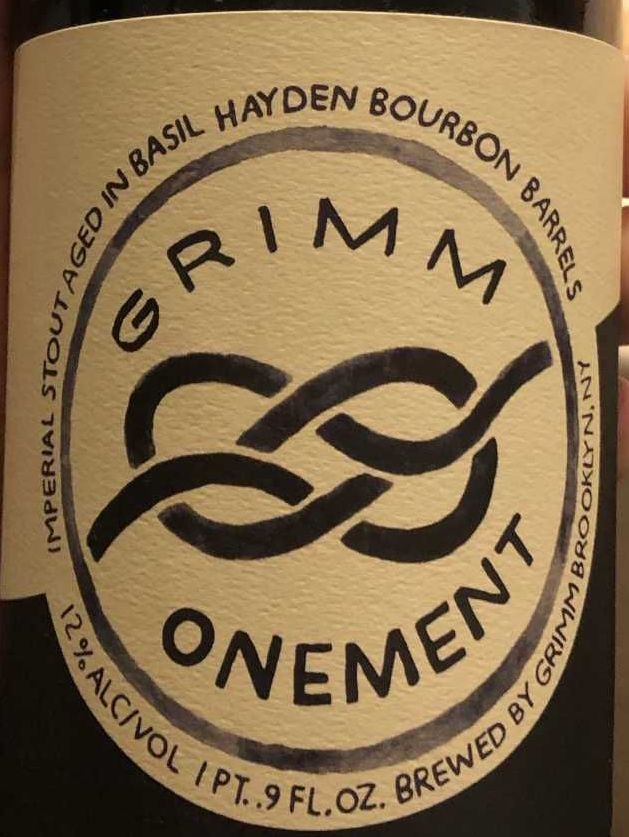 IMPERIAL STOUT AGED IN BASIL HAYDEN BOURBON BARRELS
GRIMM
ONEMENT
12% ALC/VOL 1 PT. .9 FL. OZ. BREWED BY GRIMM BROOKLYN, NY